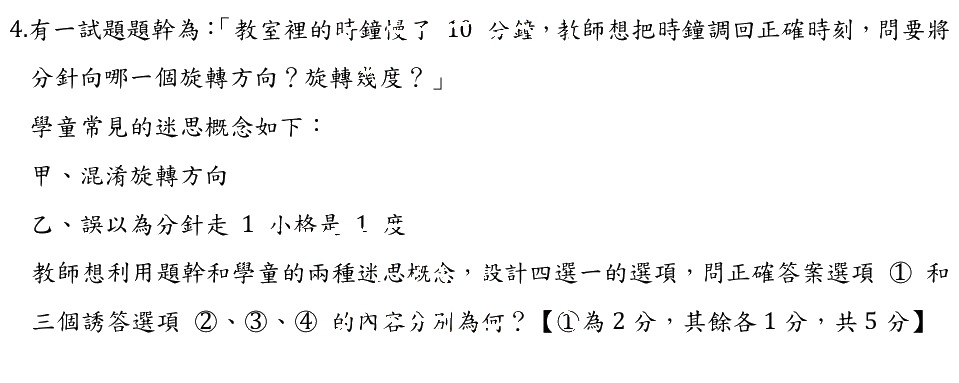 4.有一試題題幹為：「教室裡的時鐘慢了 10 分鐘，教師想把時鐘調回正確時刻，問要將
分針向哪一個旋轉方向？旋轉幾度？」
學童常見的迷思概念如下：
甲、混淆旋轉方向
乙、誤以為分針走 1 小格是 1 度
教師想利用題幹和學童的兩種迷思概念，設計四選一的選項，問正確答案選項 ① 和
三個誘答選項 ②、③、④ 的內容分別為何？【①為 2 分，其餘各 1 分，共 5 分】